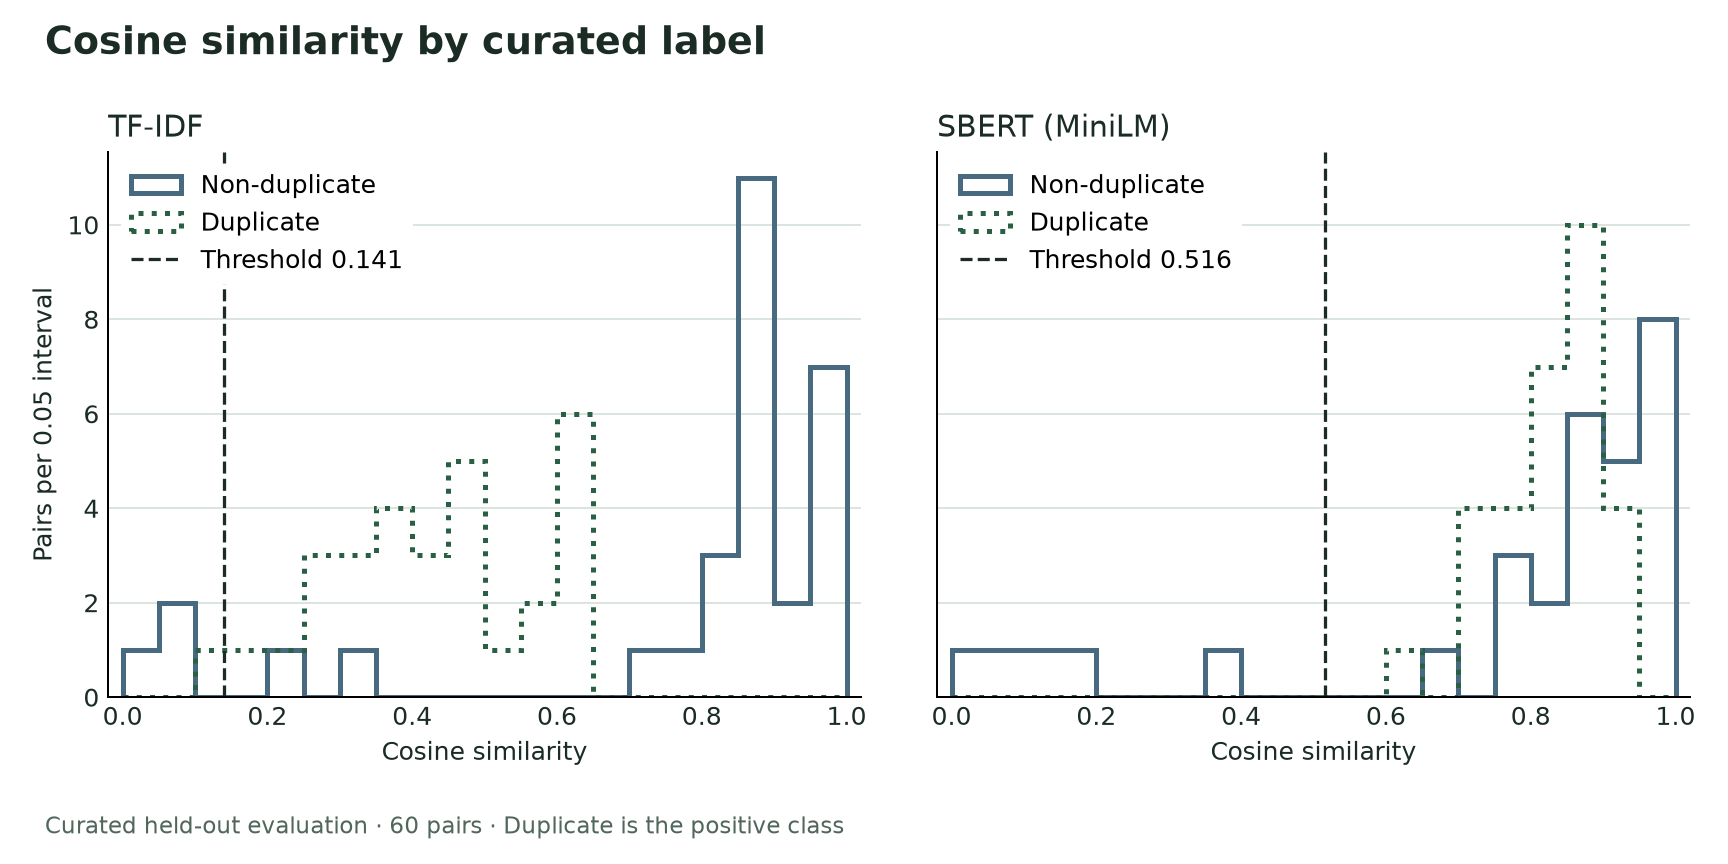 Cosine similarity by curated label
TF-IDF
Non-duplicate
Duplicate
Threshold 0.141
Pairs per 0.05 interval
10
8
6
4
2
0
0.0 0.2 0.4 0.6 0.8 1.0
Cosine similarity
SBERT (MiniLM)
Non-duplicate
Duplicate
Threshold 0.516
0.0 0.2 0.4 0.6 0.8 1.0
Cosine similarity
Curated held-out evaluation · 60 pairs · Duplicate is the positive class